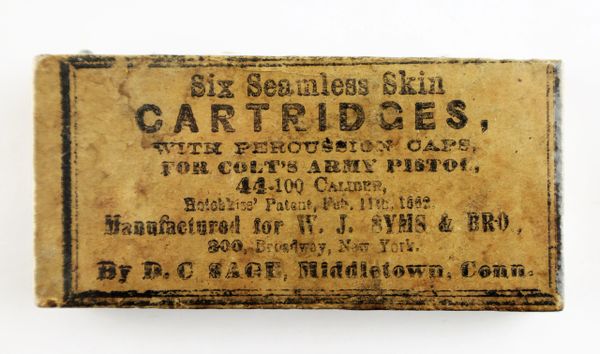 Six Seamless Skin
CARTRIDGES,
WITH PERCUSSION CAPS,
FOR COLT'S ARMY PISTOL,
44-100 CALIBER,
Hotchkiss' Patent, Feb. 11th, 1862.
Manufactured for W. J. SYMS & BRO,
300, Broadway, New York.
By D. C SAGE, Middletown, Conn.